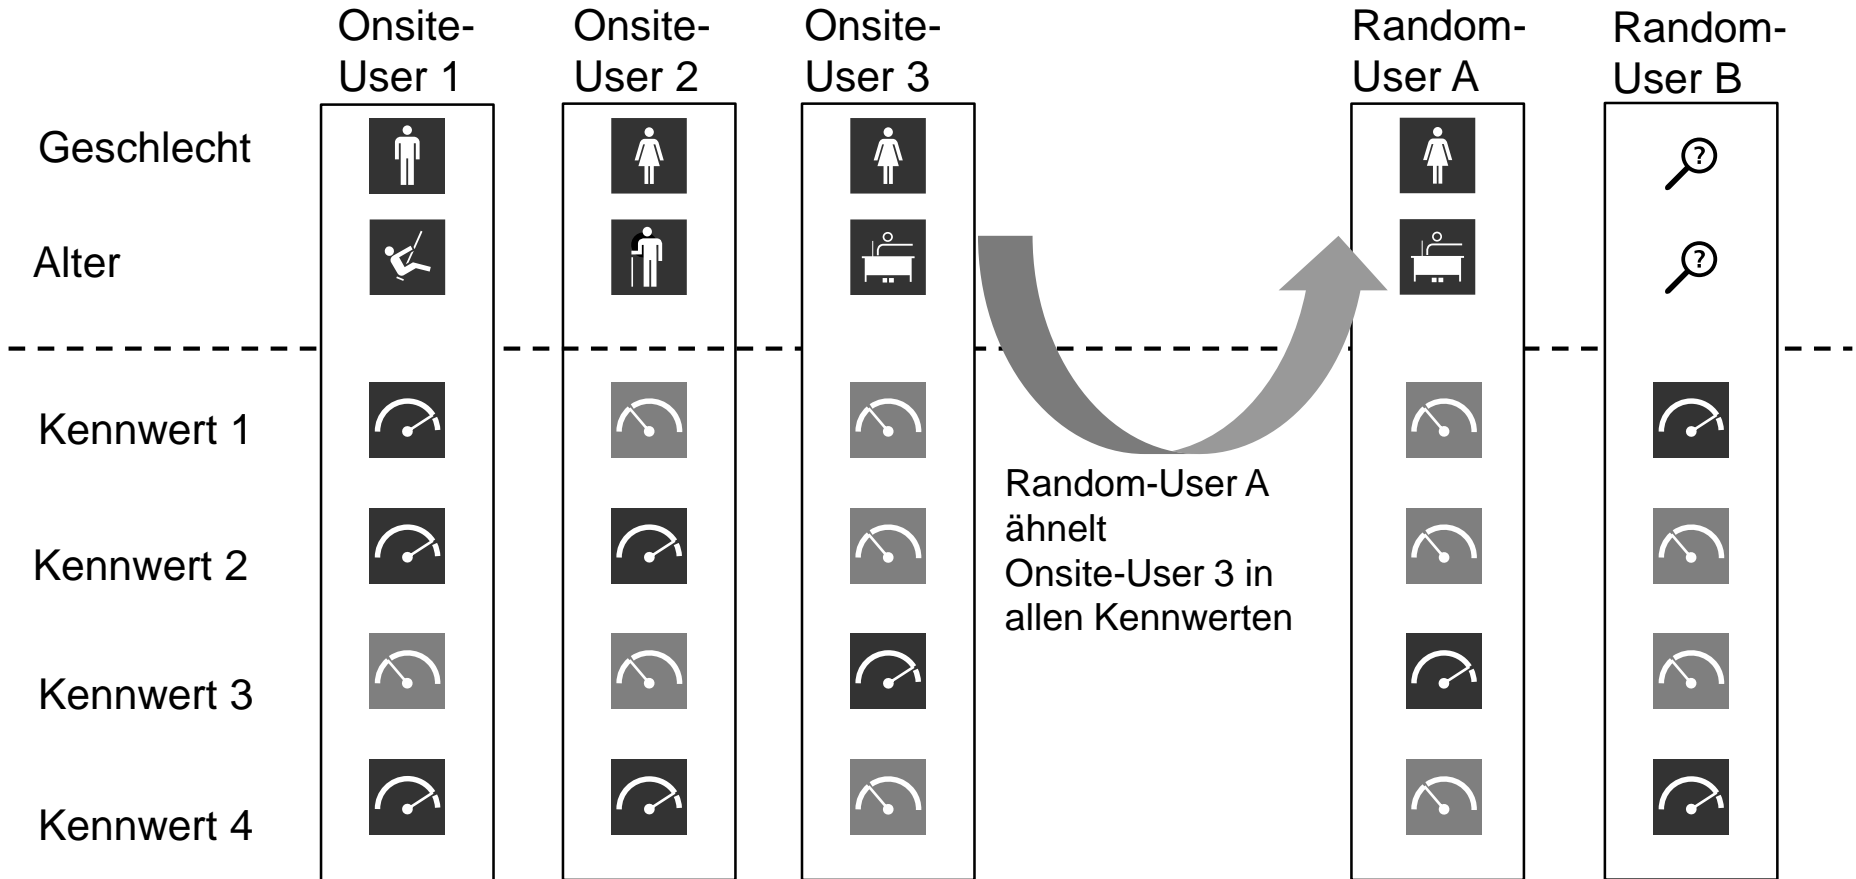 Onsite-
User 1
Onsite-
User 2
Onsite-
User 3
Random-
User A
Random-
User B
Geschlecht
?
Alter
?
Kennwert 1
Random-User A
ähnelt
Onsite-User 3 in
allen Kennwerten
Kennwert 2
Kennwert 3
Kennwert 4